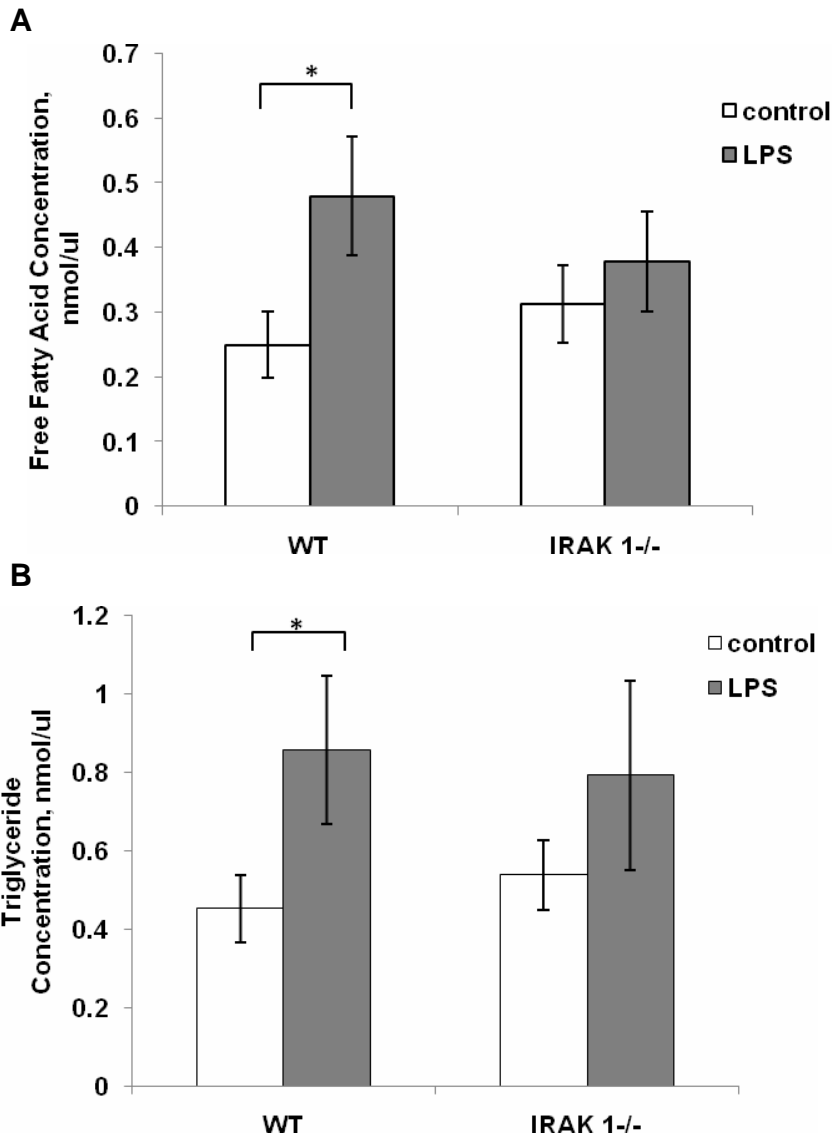 A
0.7
*
0.6
control
LPS
0.5
0.4
0.3
0.2
0.1
0
Free Fatty Acid Concentration,
nmol/ul
WT
IRAK 1-/-
B
1.2
*
control
1
LPS
0.8
0.6
0.4
0.2
0
Triglyceride
Concentration, nmol/ul
WT
IRAK 1-/-